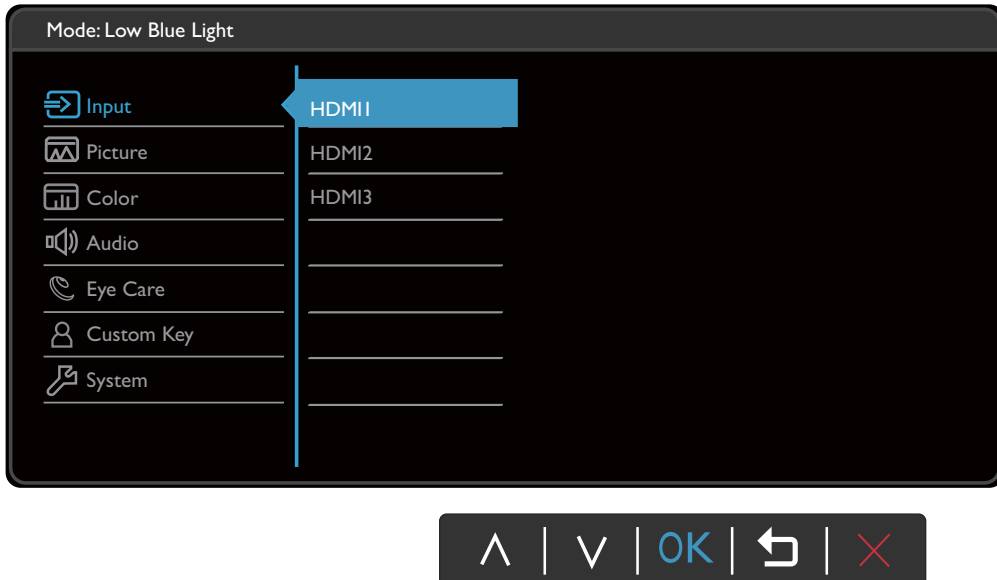 Mode: Low Blue Light
Input
HDMI1
Picture
HDMI2
Color
HDMI3
Audio
Eye Care
Custom Key
System
OK